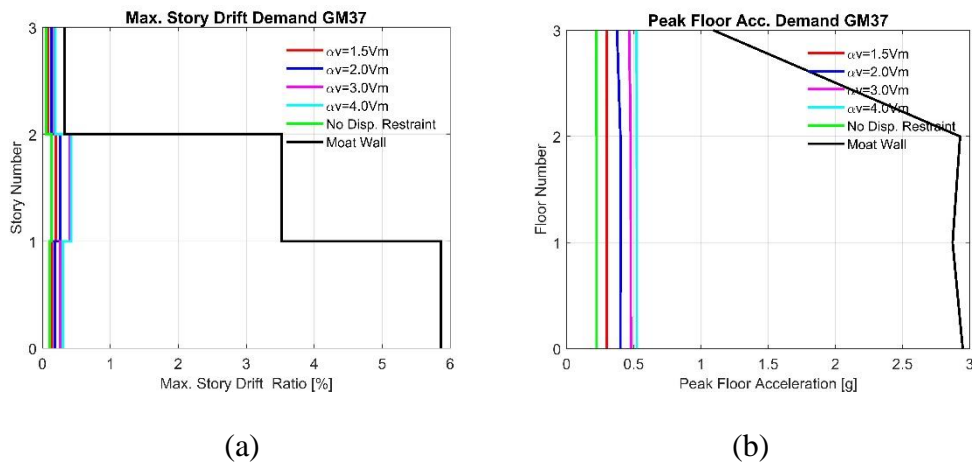 Max. Story Drift Demand GM37
3
2
1
0
Story Number
αv=1.5Vm
αv=2.0Vm
αv=3.0Vm
αv=4.0Vm
No Disp. Restraint
Moat Wall
0 1 2 3 4 5 6
Max. Story Drift Ratio [%]
(a)
Peak Floor Acc. Demand GM37
3
2
1
0
Floor Number
αv=1.5Vm
αv=2.0Vm
αv=3.0Vm
αv=4.0Vm
No Disp. Restraint
Moat Wall
0 0.5 1 1.5 2 2.5 3
Peak Floor Acceleration [g]
(b)